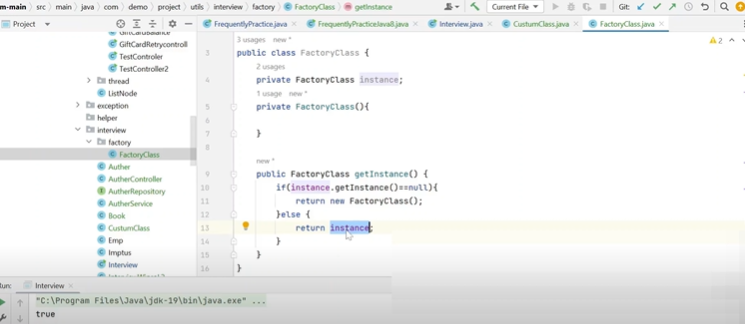 m-main › src › main › java › com › demo › project › utils › interview › factory › FactoryClass › getInstance
Current File
Git:
Project
FrequentlyPractice.java
FrequentlyPracticeJava8.java
Interview.java
CustumClass.java
FactoryClass.java
GiftCardBalance
GiftCardRetrycontroll
TestControler
TestController2
thread
ListNode
exception
helper
interview
factory
FactoryClass
Auther
AutherController
AutherRepository
AutherService
Book
CustumClass
Emp
Imptus
Interview
2
3 usages new *
3 public class FactoryClass {
2 usages
4 private FactoryClass instance;
1 usage new *
5 private FactoryClass(){
6
7 }
8
new *
9 public FactoryClass getInstance() {
10 if(instance.getInstance()==null){
11 return new FactoryClass();
12 }else {
13 return instance;
14 }
15 }
16 }
un: Interview
"C:\Program Files\Java\jdk-19\bin\java.exe" ...
true